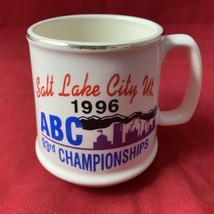 Salt Lake City Ut.
1996
ABC
93rd CHAMPIONSHIPS